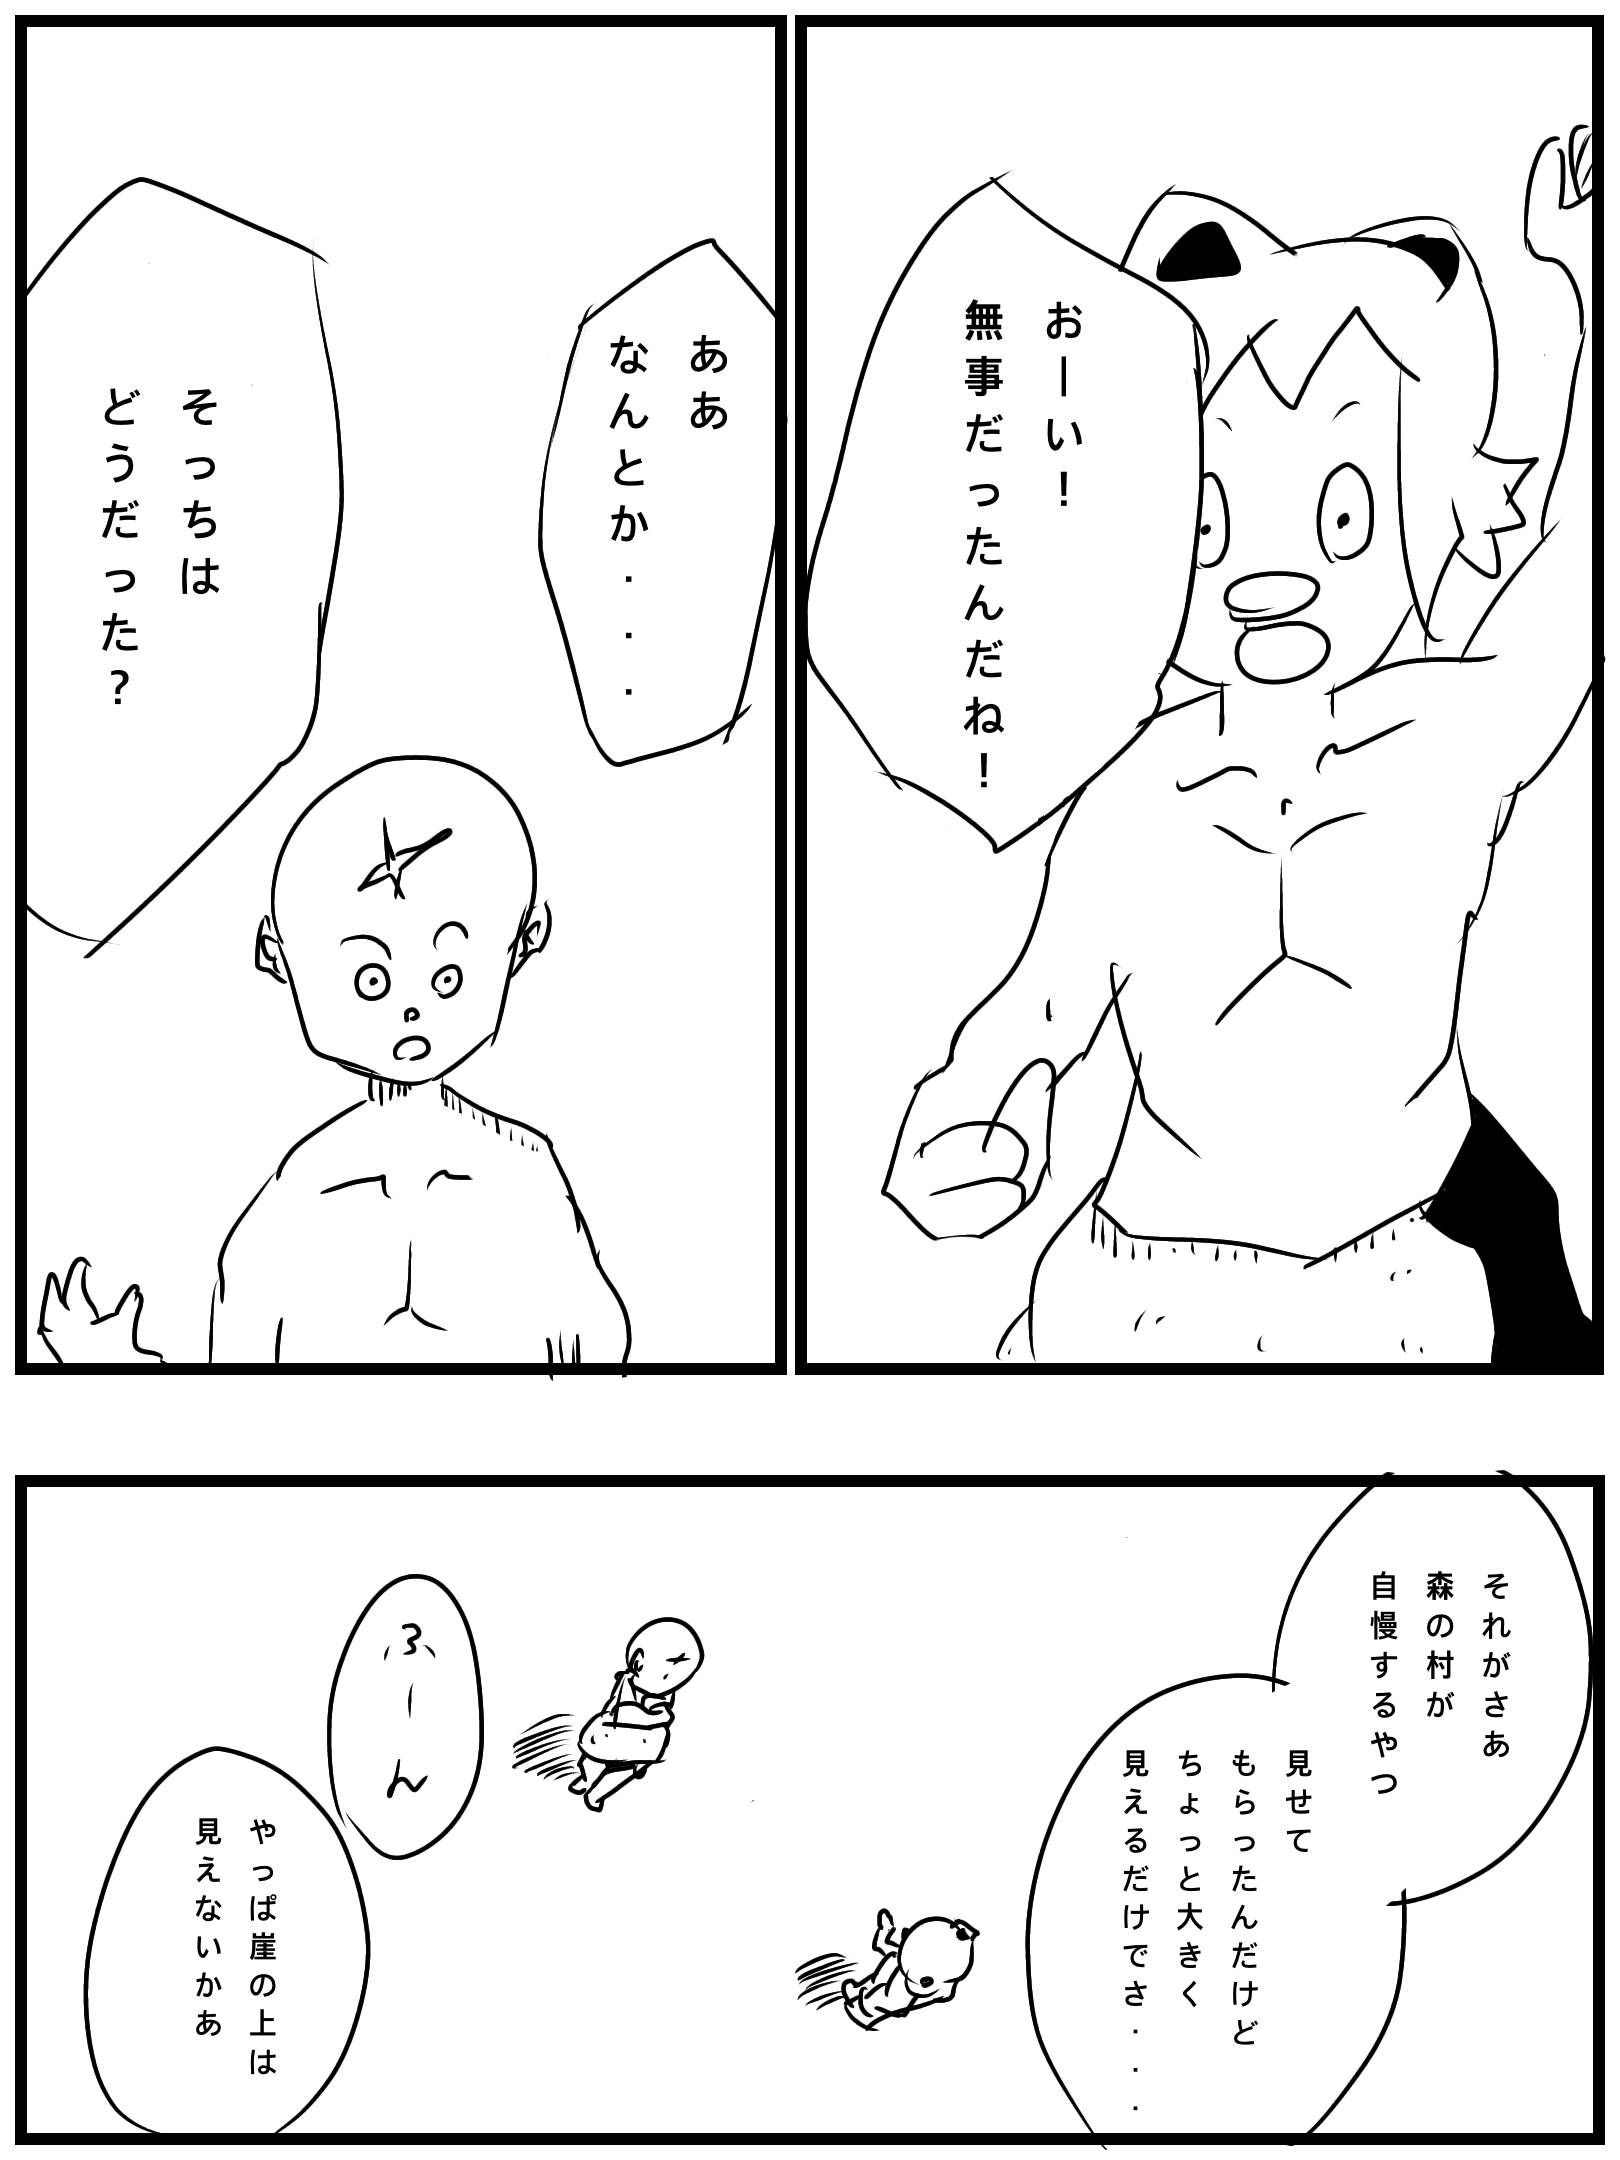 おーい！
無事だったんだね！
ああ
なんとか...
そっちは
どうだった？
それがさあ
森の村が
自慢するやつ
見せて
もらったんだけど
ちょっと大きく
見えるだけでさ...
ふーん
やっぱ崖の上は
見えないかあ